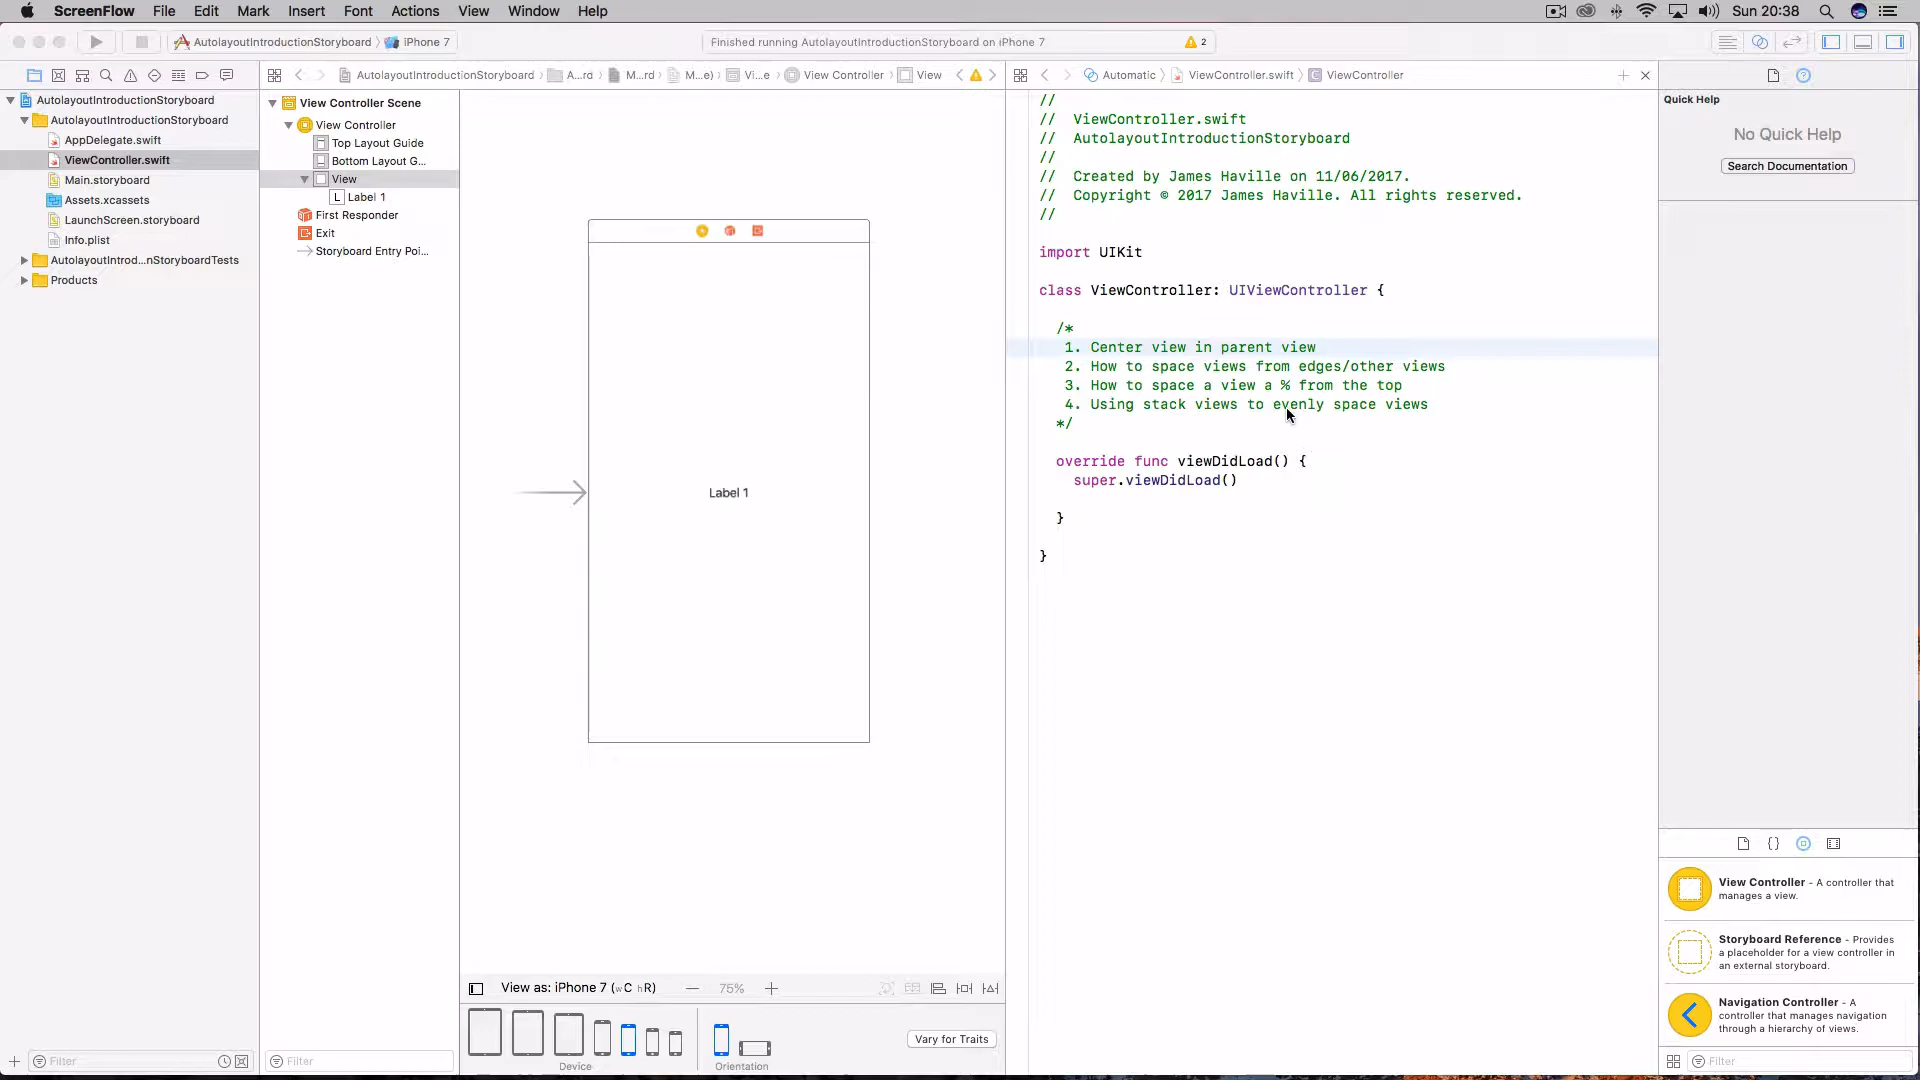 ScreenFlow File Edit Mark Insert Font Actions View Window Help Sun 20:38
AutolayoutIntroductionStoryboard iPhone 7
Finished running AutolayoutIntroductionStoryboard on iPhone 7 2
AutolayoutIntroductionStoryboard A...rd M...rd M...e) Vi...e View Controller View
Automatic ViewController.swift C ViewController
AutolayoutIntroductionStoryboard
AutolayoutIntroductionStoryboard
AppDelegate.swift
ViewController.swift
Main.storyboard
Assets.xcassets
LaunchScreen.storyboard
Info.plist
AutolayoutIntrod...nStoryboardTests
Products
View Controller Scene
View Controller
Top Layout Guide
Bottom Layout G...
View
L Label 1
First Responder
Exit
Storyboard Entry Poi...
Label 1
//
// ViewController.swift
// AutolayoutIntroductionStoryboard
//
// Created by James Haville on 11/06/2017.
// Copyright © 2017 James Haville. All rights reserved.
//
import UIKit
class ViewController: UIViewController {
/*
1. Center view in parent view
2. How to space views from edges/other views
3. How to space a view a % from the top
4. Using stack views to evenly space views
*/
override func viewDidLoad() {
super.viewDidLoad()
}
}
Quick Help
No Quick Help
Search Documentation
View Controller - A controller that
manages a view.
Storyboard Reference - Provides
a placeholder for a view controller in
an external storyboard.
Navigation Controller - A
controller that manages navigation
through a hierarchy of views.
View as: iPhone 7 (wC hR) — 75% +
Vary for Traits
Device
Orientation
Filter
Filter
Filter